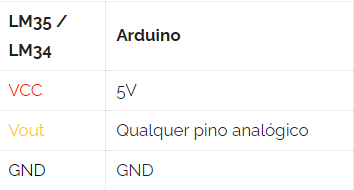 LM35 /
LM34 Arduino
VCC 5V
Vout Qualquer pino analógico
GND GND